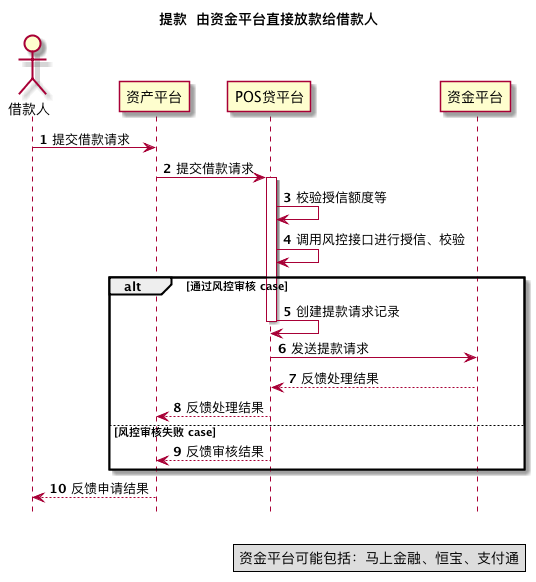 提款 由资金平台直接放款给借款人
借款人
资产平台
POS贷平台
资金平台
1 提交借款请求
2 提交借款请求
3 校验授信额度等
4 调用风控接口进行授信、校验
alt [通过风控审核 case]
5 创建提款请求记录
6 发送提款请求
7 反馈处理结果
8 反馈处理结果
[风控审核失败 case]
9 反馈审核结果
10 反馈申请结果
资金平台可能包括：马上金融、恒宝、支付通